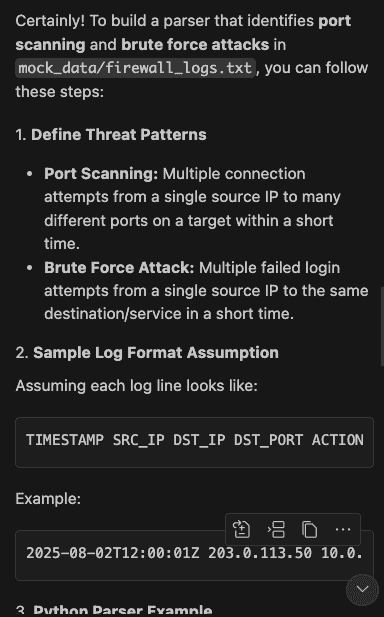 Certainly! To build a parser that identifies port
scanning and brute force attacks in
mock_data/firewall_logs.txt, you can follow
these steps:
1. Define Threat Patterns
• Port Scanning: Multiple connection
attempts from a single source IP to many
different ports on a target within a short
time.
• Brute Force Attack: Multiple failed login
attempts from a single source IP to the same
destination/service in a short time.
2. Sample Log Format Assumption
Assuming each log line looks like:
TIMESTAMP SRC_IP DST_IP DST_PORT ACTION
Example:
2025-08-02T12:00:01Z 203.0.113.50 10.0.
3. Python Parser Example